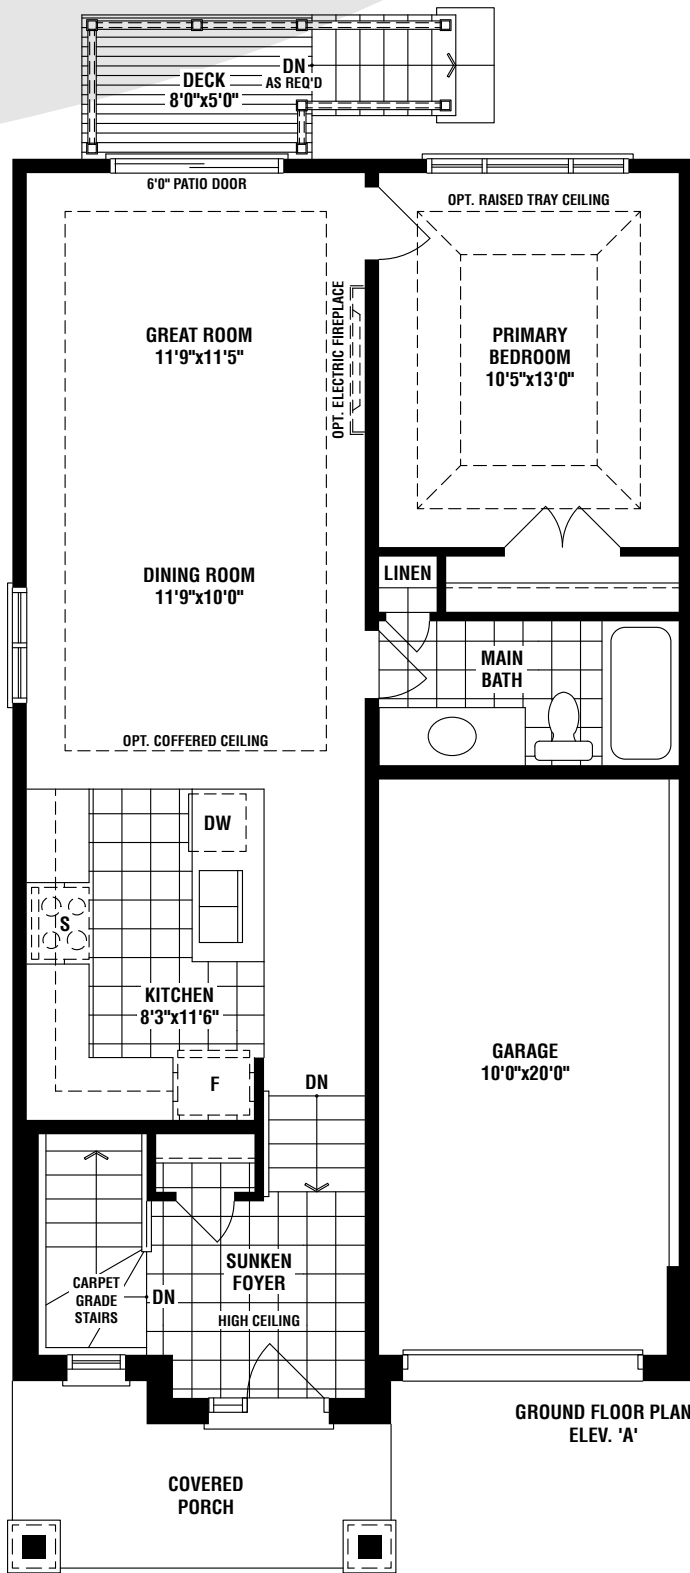 DECK
8'0"x5'0"
DN
AS REQ'D
6'0" PATIO DOOR
OPT. RAISED TRAY CEILING
GREAT ROOM
11'9"x11'5"
OPT. ELECTRIC FIREPLACE
PRIMARY
BEDROOM
10'5"x13'0"
DINING ROOM
11'9"x10'0"
LINEN
MAIN
BATH
OPT. COFFERED CEILING
DW
S
KITCHEN
8'3"x11'6"
F
DN
GARAGE
10'0"x20'0"
SUNKEN
FOYER
HIGH CEILING
CARPET
GRADE
STAIRS
DN
GROUND FLOOR PLAN
ELEV. 'A'
COVERED
PORCH